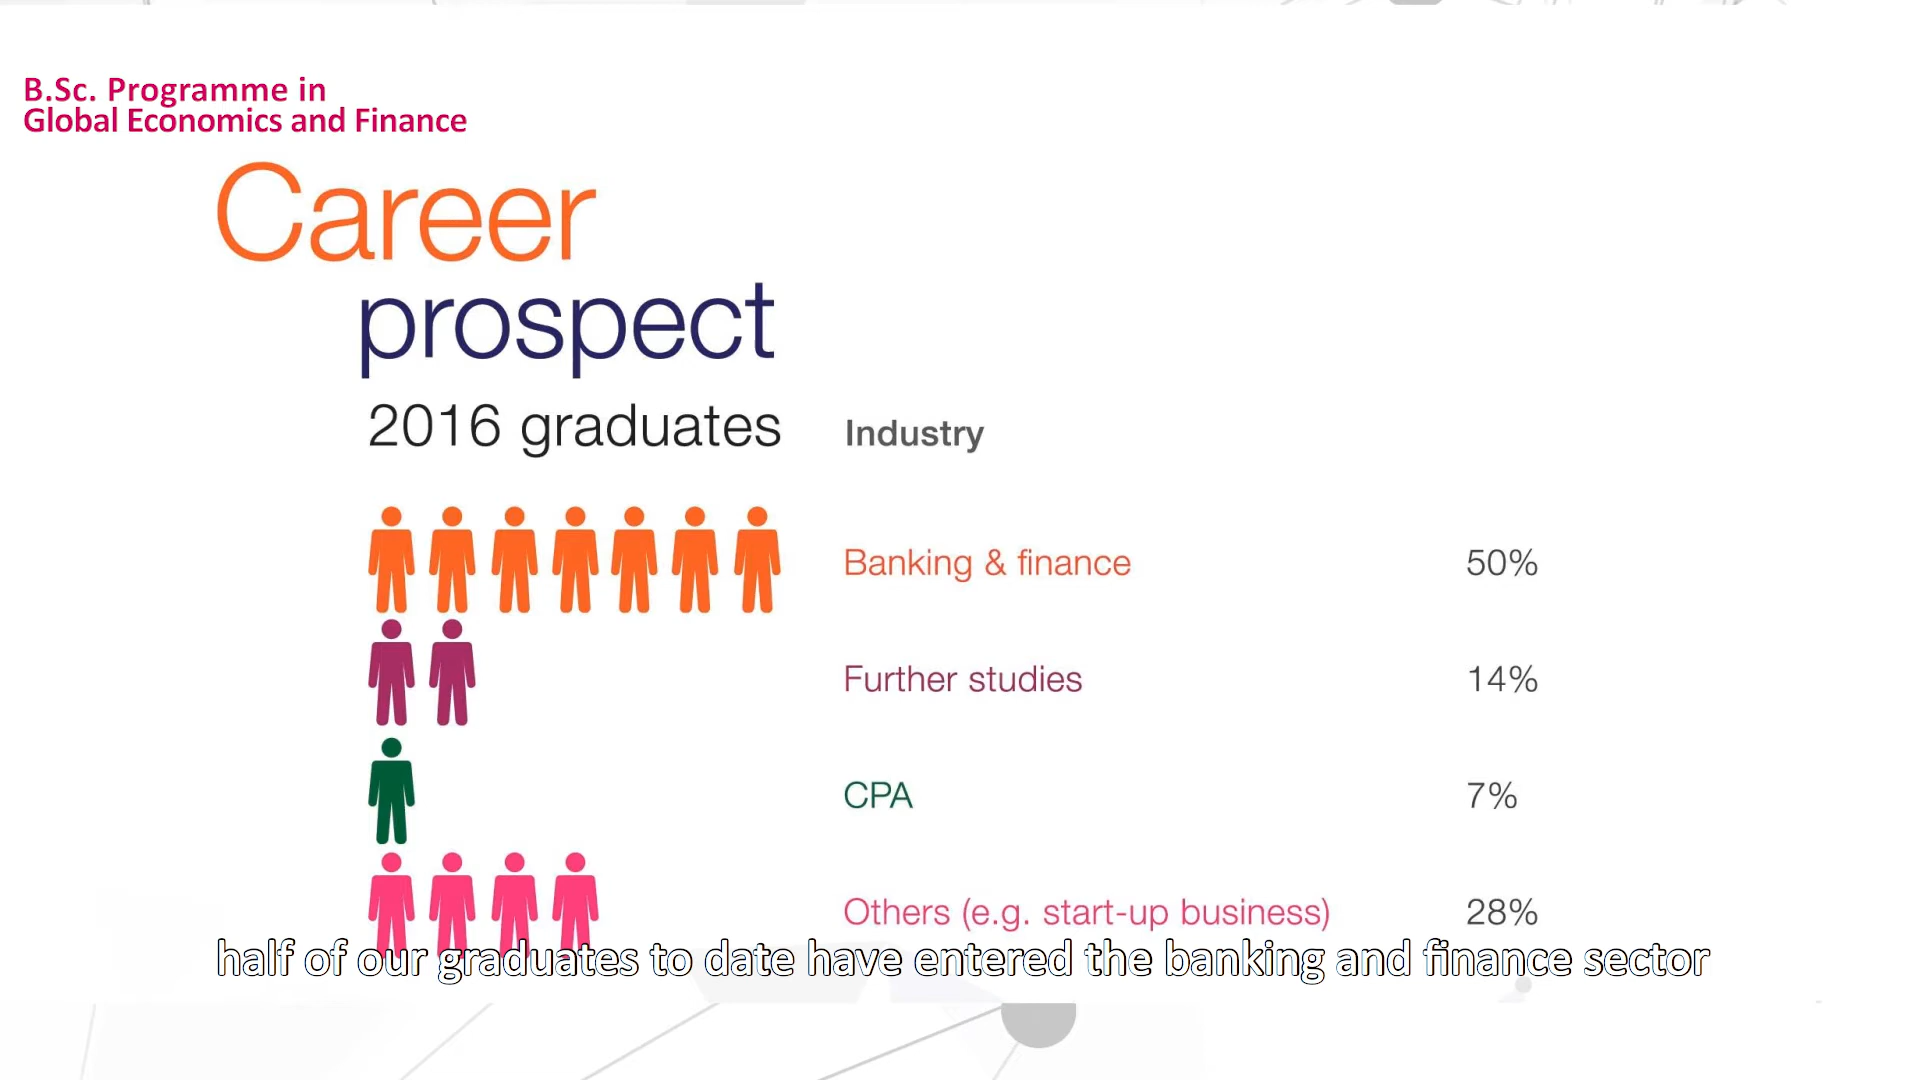 B.Sc. Programme in
Global Economics and Finance
Career
prospect
2016 graduates
Industry
Banking & finance 50%
Further studies 14%
CPA 7%
Others (e.g. start-up business) 28%
half of our graduates to date have entered the banking and finance sector